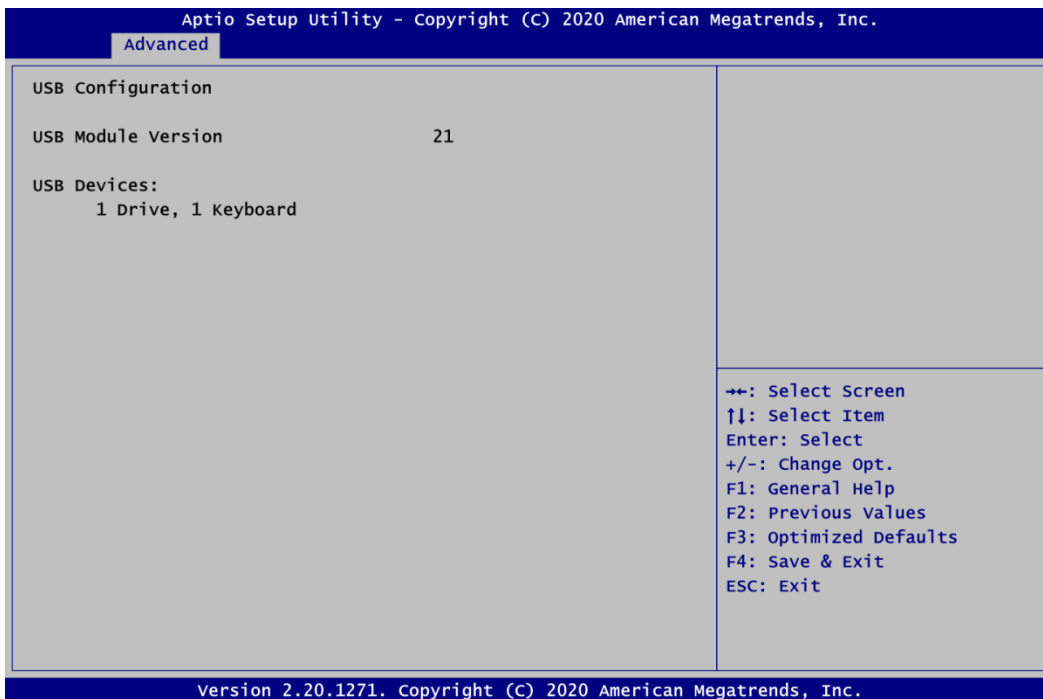 Aptio Setup Utility - Copyright (C) 2020 American Megatrends, Inc.
Advanced
USB Configuration
USB Module Version 21
USB Devices:
1 Drive, 1 Keyboard
→←: Select Screen
↑↓: Select Item
Enter: Select
+/-: Change Opt.
F1: General Help
F2: Previous Values
F3: Optimized Defaults
F4: Save & Exit
ESC: Exit
Version 2.20.1271. Copyright (C) 2020 American Megatrends, Inc.